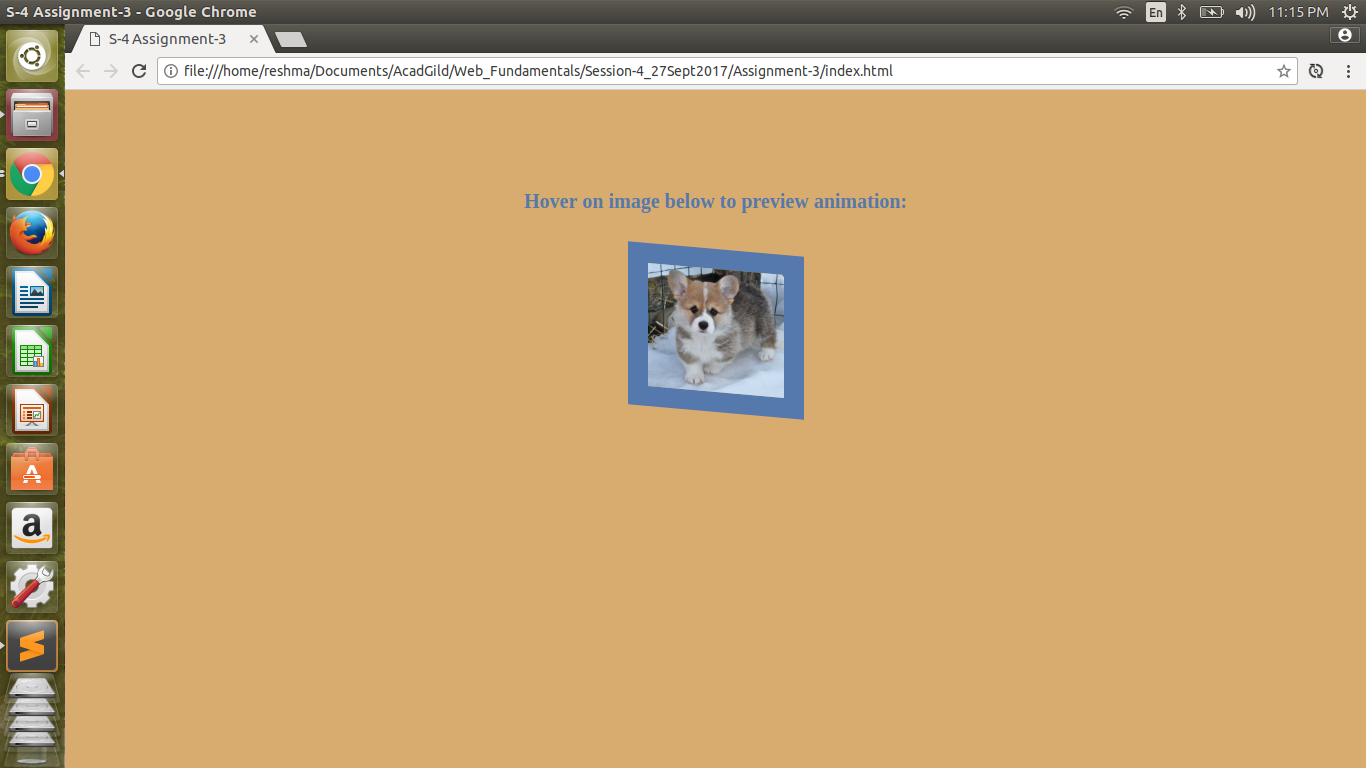 S-4 Assignment-3 - Google Chrome
En
11:15 PM
S-4 Assignment-3
file:///home/reshma/Documents/AcadGild/Web_Fundamentals/Session-4_27Sept2017/Assignment-3/index.html
Hover on image below to preview animation:
A
a